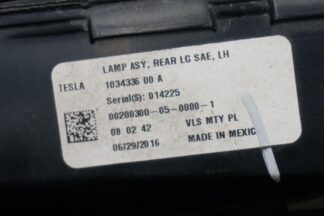 LAMP ASY, REAR LG SAE, LH
TESLA 1034336 00 A
Serial(S): 014225
00200300-05-0000-1
08 02 42 VLS MTY PL
06/29/2016 MADE IN MEXICO